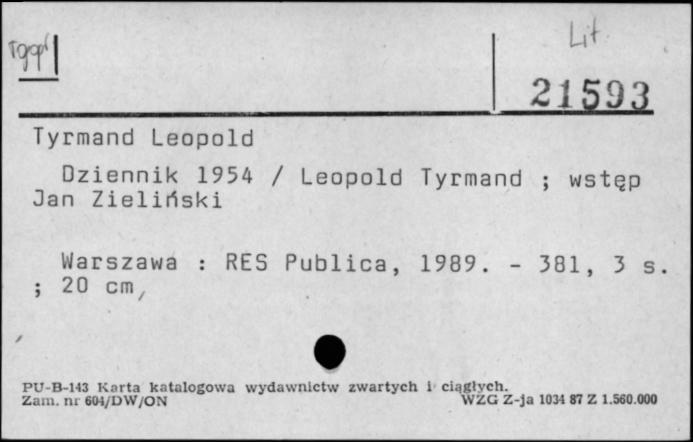 Lit.
21593
Tyrmand Leopold
Dziennik 1954 / Leopold Tyrmand ; wstęp
Jan Zieliński
Warszawa : RES Publica, 1989. - 381, 3 s.
; 20 cm
PU-B-143 Karta katalogowa wydawnictw zwartych i ciągłych.
Zam. nr 604/DW/ON WZG Z-ja 1034 87 Z 1.560.000